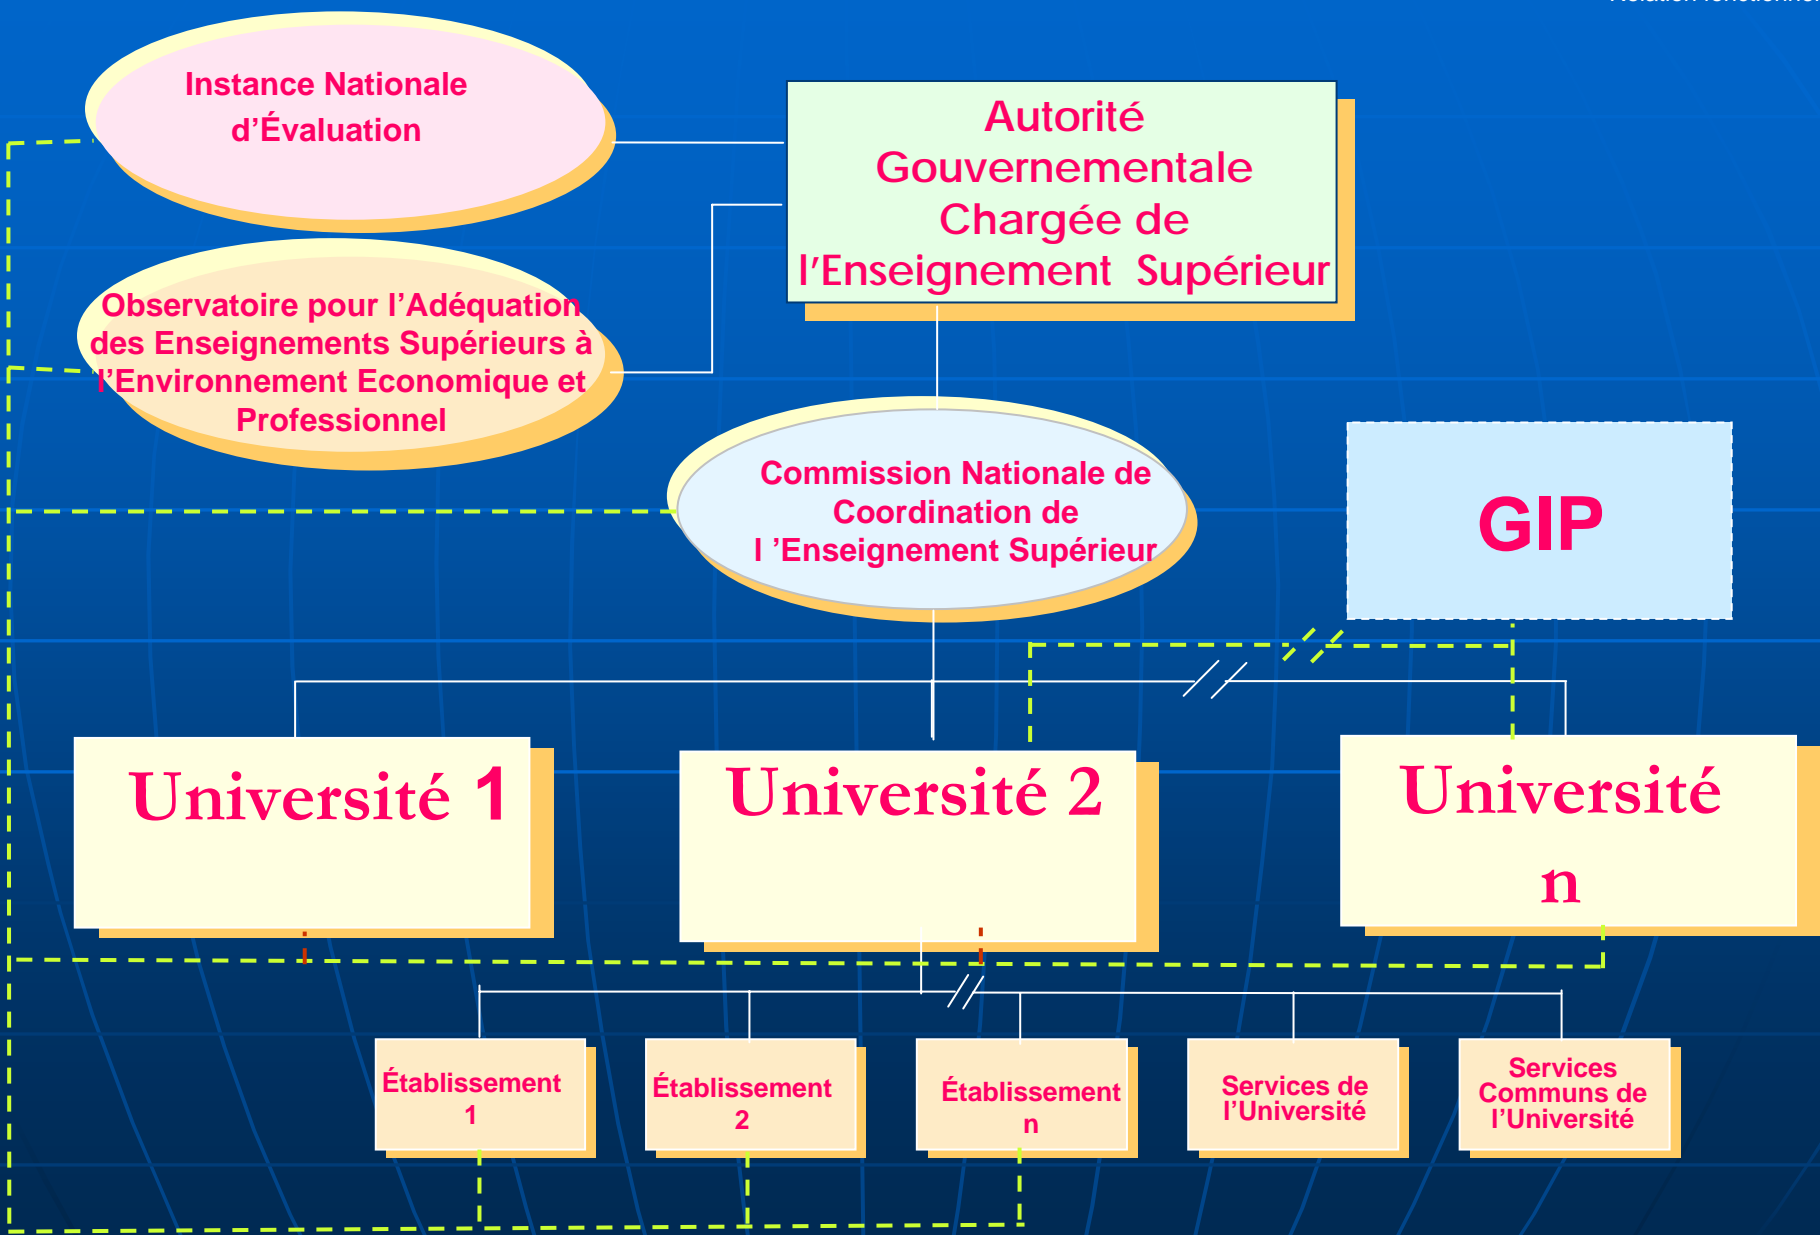 Instance Nationale
d’Évaluation
Autorité
Gouvernementale
Chargée de
l’Enseignement Supérieur
Observatoire pour l’Adéquation
des Enseignements Supérieurs à
l’Environnement Economique et
Professionnel
Commission Nationale de
Coordination de
l ’Enseignement Supérieur
GIP
Université 1
Université 2
Université
n
Établissement
1
Établissement
2
Établissement
n
Services de
l’Université
Services
Communs de
l’Université